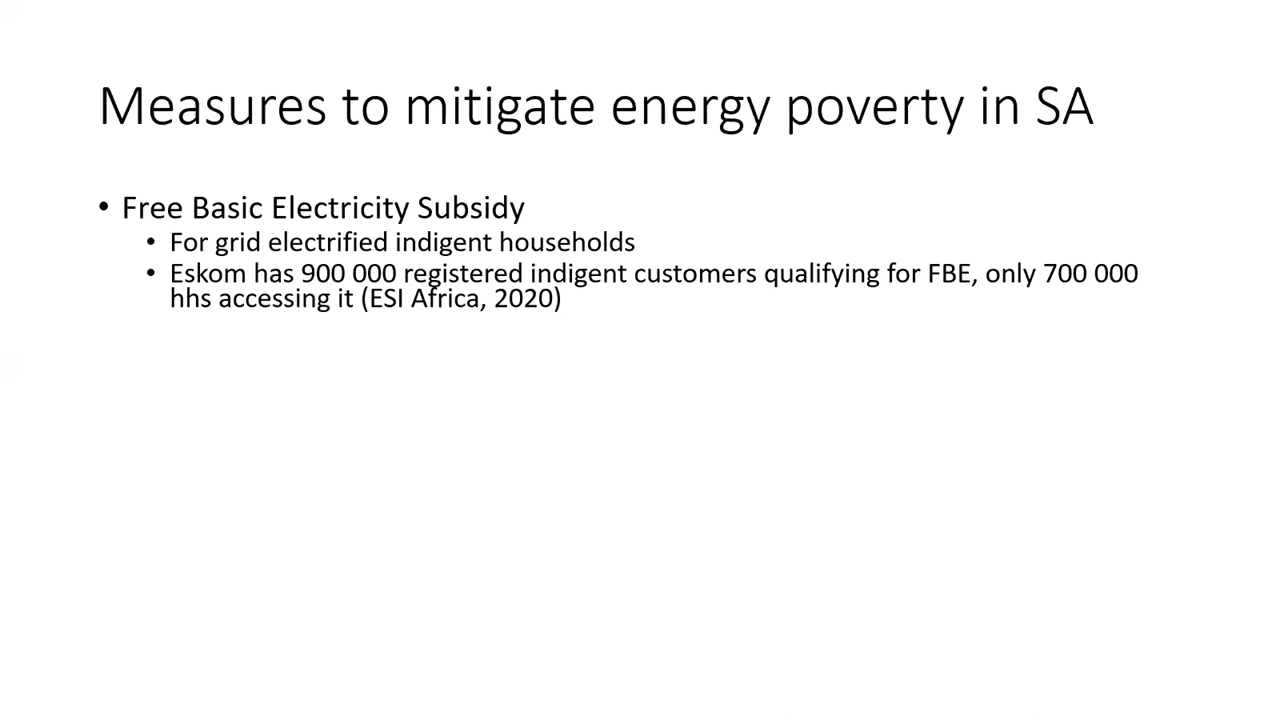 Measures to mitigate energy poverty in SA
• Free Basic Electricity Subsidy
• For grid electrified indigent households
• Eskom has 900 000 registered indigent customers qualifying for FBE, only 700 000
hhs accessing it (ESI Africa, 2020)